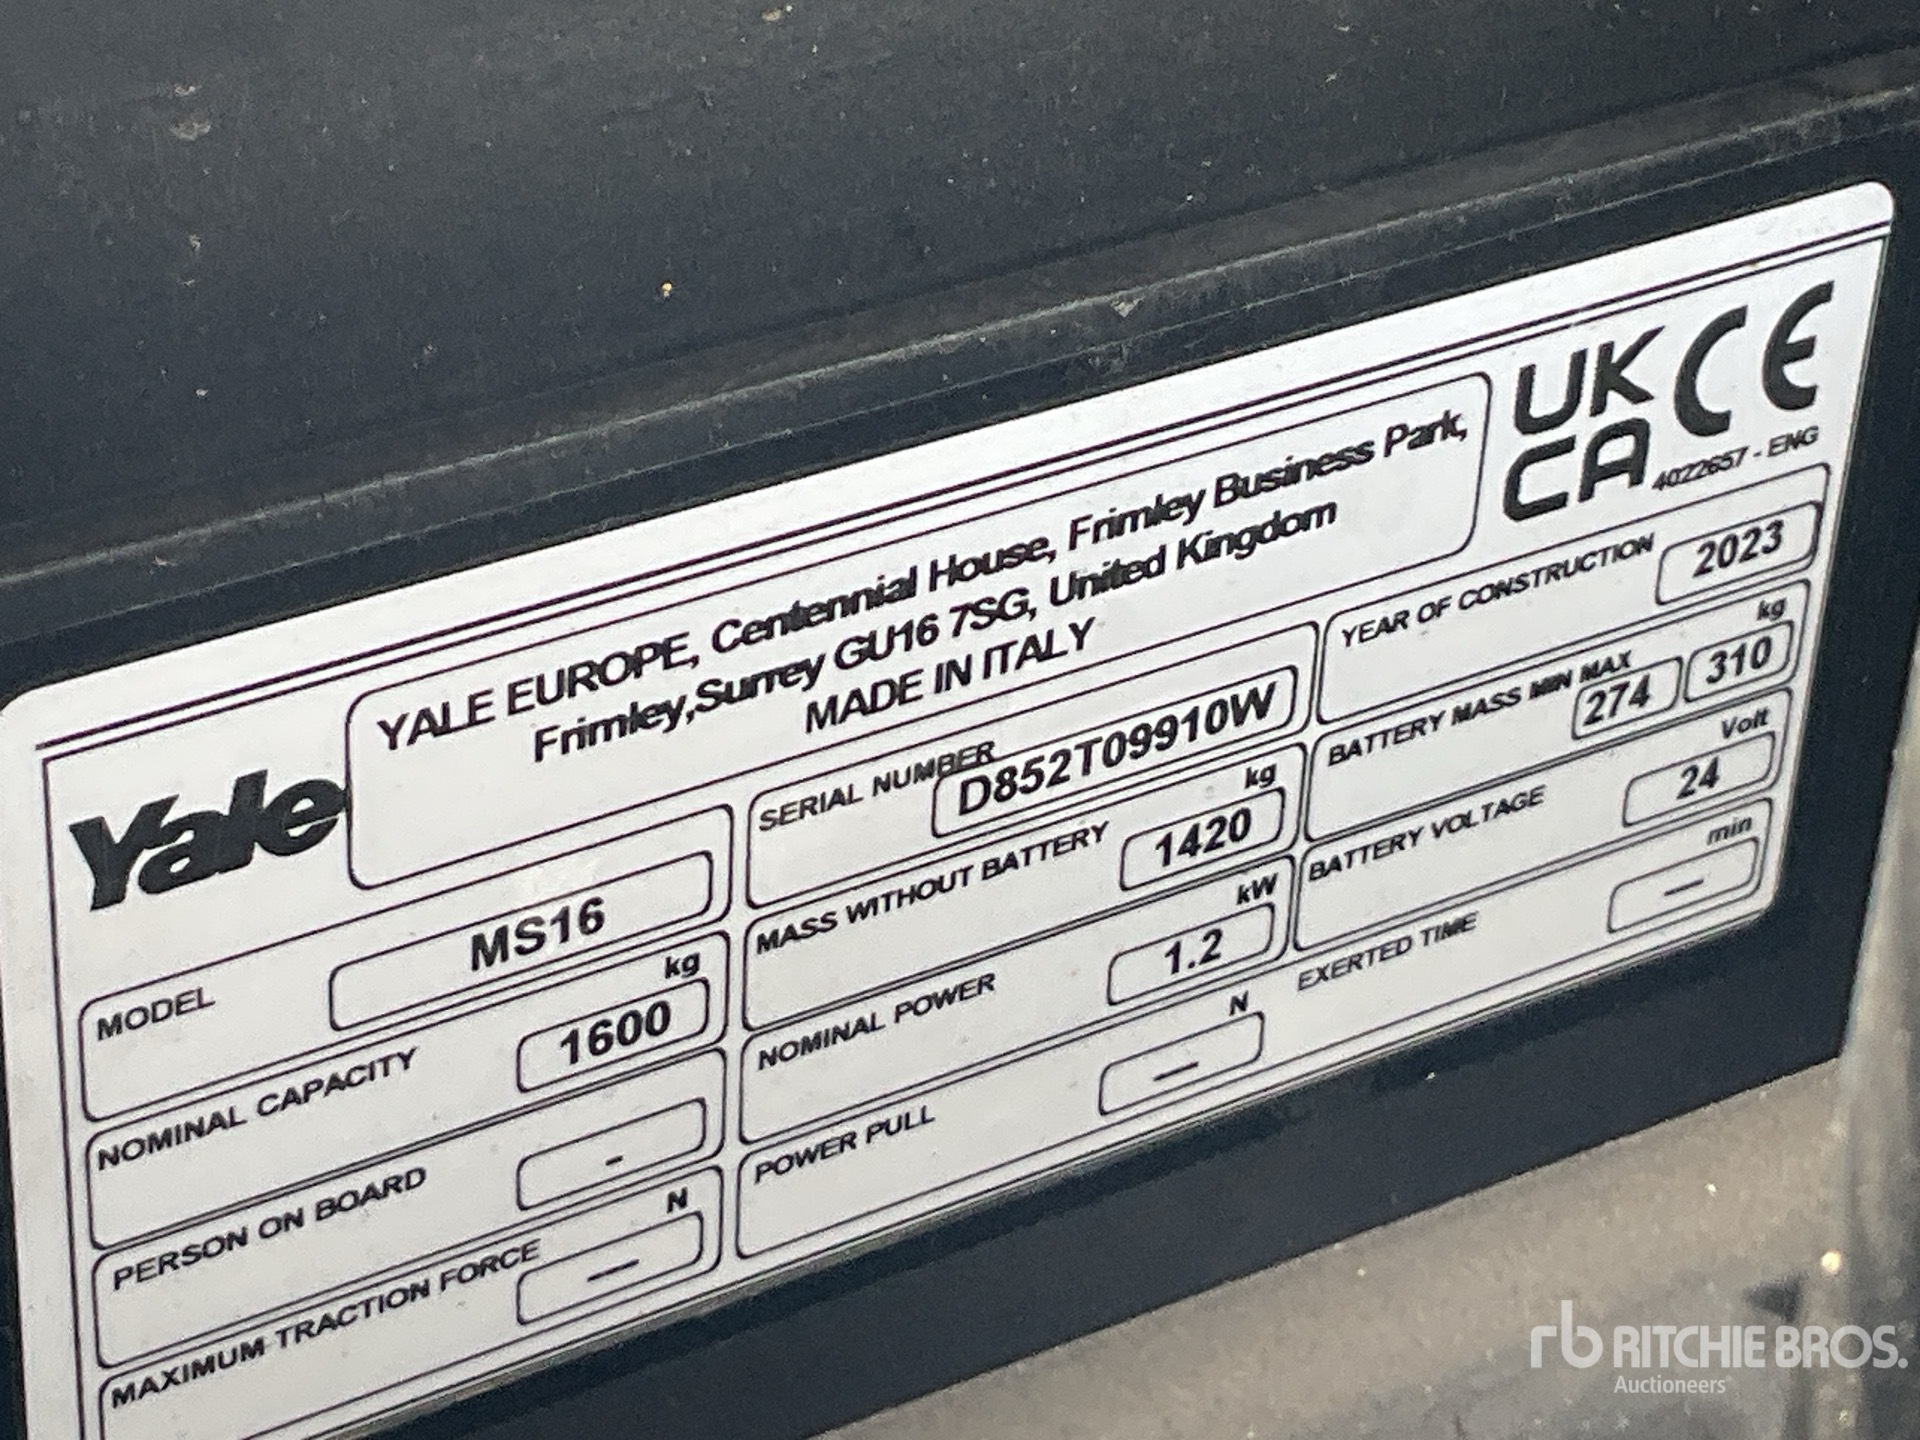 YALE EUROPE, Centennial House, Frimley Business Park,
Frimley,Surrey GU16 7SG, United Kingdom
MADE IN ITALY
UK
CA
CE
4022657 - ENG
Yale
MODEL
MS16
SERIAL NUMBER
D852T09910W
YEAR OF CONSTRUCTION
2023
NOMINAL CAPACITY
kg
1600
MASS WITHOUT BATTERY
kg
1420
BATTERY MASS MIN MAX
kg
274
310
PERSON ON BOARD
-
NOMINAL POWER
kW
1.2
BATTERY VOLTAGE
Volt
24
MAXIMUM TRACTION FORCE
N
—
POWER PULL
N
—
EXERTED TIME
min
—
rb RITCHIE BROS.
Auctioneers